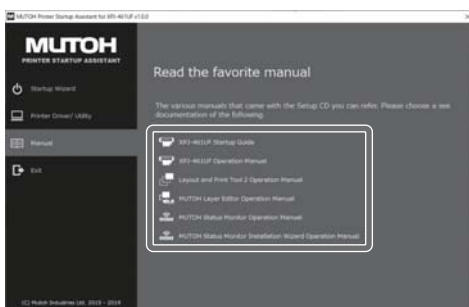 MUTOH Printer Startup Assistant for XPJ-461UF v1.0.0
MUTOH
PRINTER STARTUP ASSISTANT
Startup Wizard
Printer Driver/ Utility
Manual
Exit
Read the favorite manual
The various manuals that came with the Setup CD you can refer. Please choose a see
documentation of the following.
XPJ-461UF Startup Guide
XPJ-461UF Operation Manual
Layout and Print Tool 2 Operation Manual
MUTOH Layer Editor Operation Manual
MUTOH Status Monitor Operation Manual
MUTOH Status Monitor Installation Wizard Operation Manual
(C) Mutoh Industries Ltd. 2015 - 2019